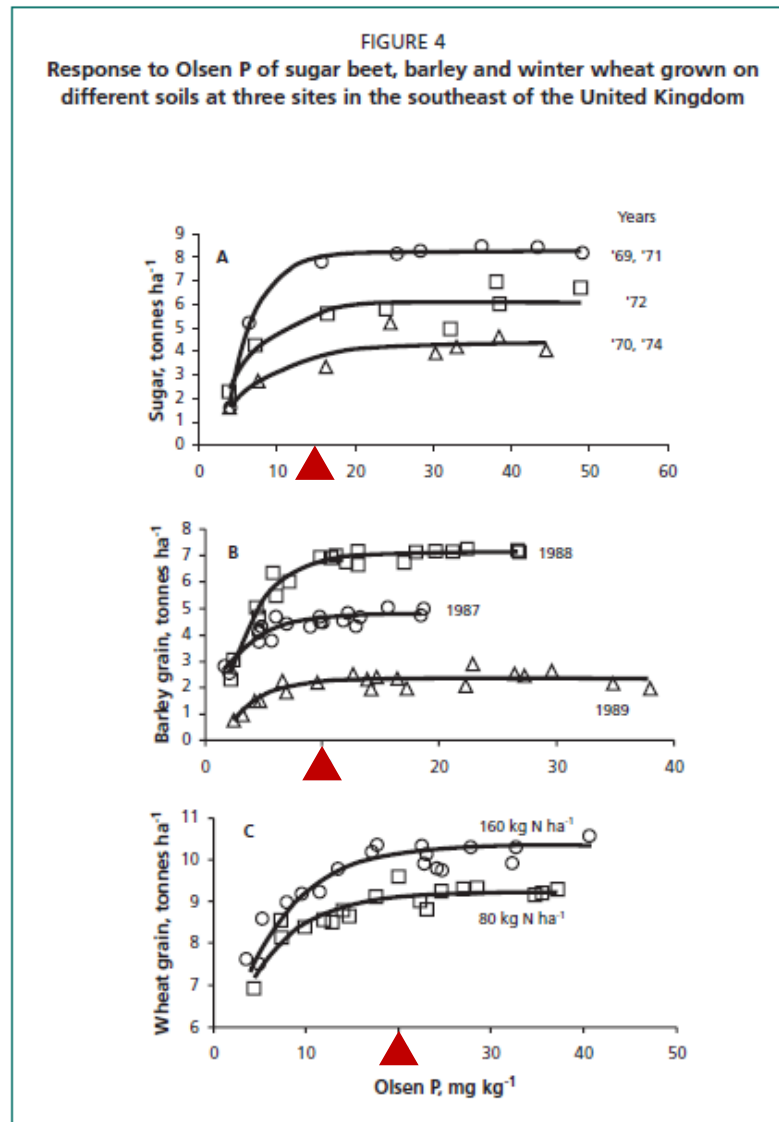 FIGURE 4
Response to Olsen P of sugar beet, barley and winter wheat grown on
different soils at three sites in the southeast of the United Kingdom
Years
Sugar, tonnes ha⁻¹
A
9
8
7
6
5
4
3
2
1
0
'69, '71
'72
'70, '74
0 10 20 30 40 50 60
Barley grain, tonnes ha⁻¹
B
8
7
6
5
4
3
2
1
0
1988
1987
1989
0 20 30 40
Wheat grain, tonnes ha⁻¹
C
11
10
9
8
7
6
160 kg N ha⁻¹
80 kg N ha⁻¹
0 10 30 40 50
Olsen P, mg kg⁻¹